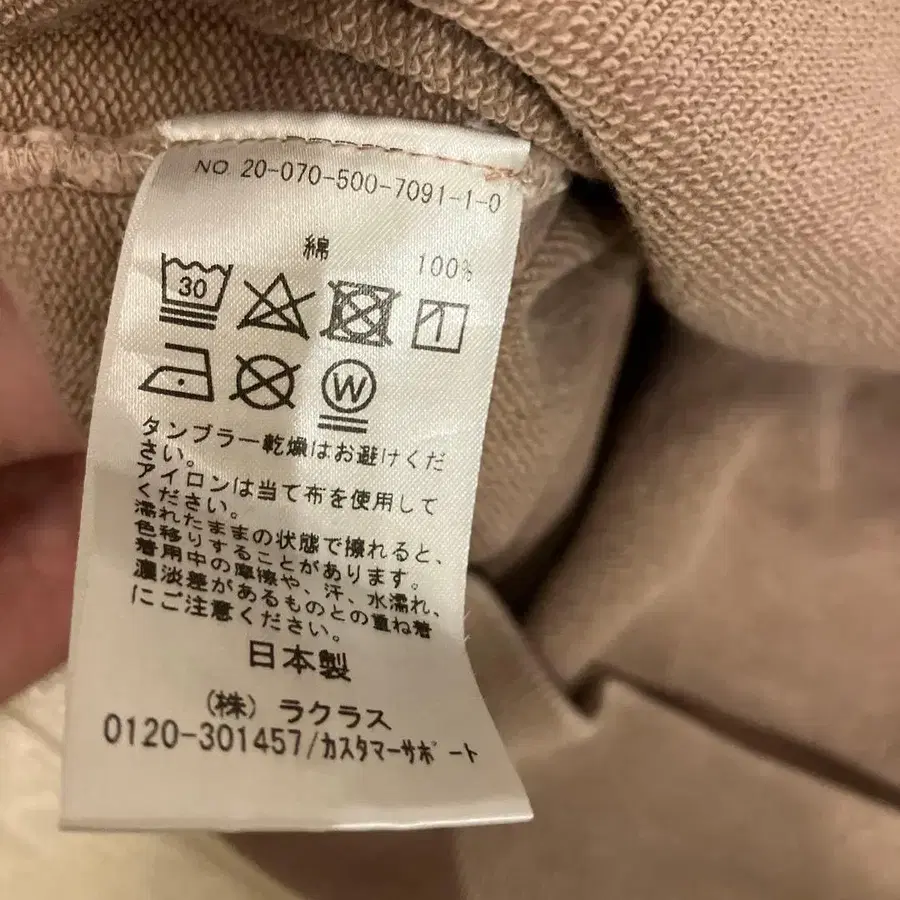 NO 20-070-500-7091-1-0
綿 100%
30
W
タンブラー乾燥はお避けくだ
さい。
アイロンは当て布を使用して
ください。
濡れたままの状態で擦れると、
色移りすることがあります。
着用中の摩擦や、汗、水濡れ、
濃淡差があるものとの重ね着
にご注意ください。
日本製
(株) ラクラス
0120-301457/カスタマーサポート